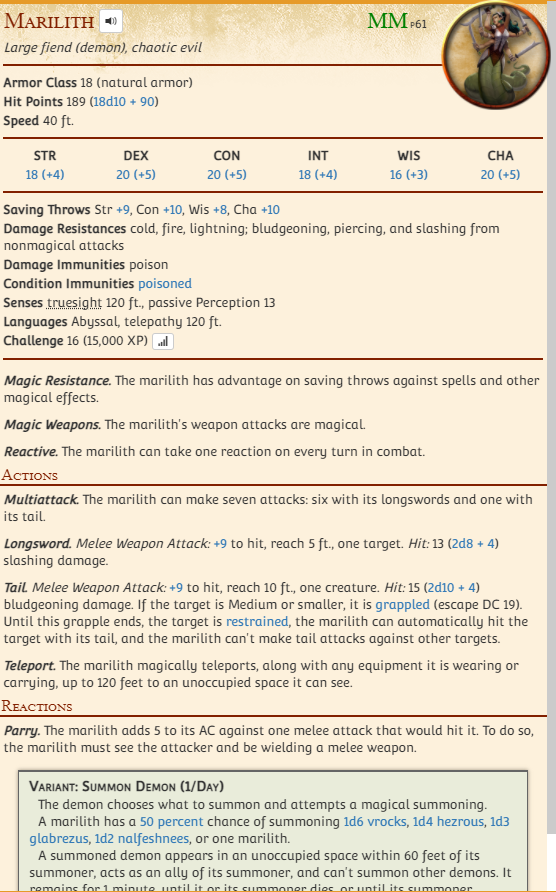 Marilith
MM P61
Large fiend (demon), chaotic evil
Armor Class 18 (natural armor)
Hit Points 189 (18d10 + 90)
Speed 40 ft.
STR DEX CON INT WIS CHA
18 (+4) 20 (+5) 20 (+5) 18 (+4) 16 (+3) 20 (+5)
Saving Throws Str +9, Con +10, Wis +8, Cha +10
Damage Resistances cold, fire, lightning; bludgeoning, piercing, and slashing from
nonmagical attacks
Damage Immunities poison
Condition Immunities poisoned
Senses truesight 120 ft., passive Perception 13
Languages Abyssal, telepathy 120 ft.
Challenge 16 (15,000 XP)
Magic Resistance. The marilith has advantage on saving throws against spells and other
magical effects.
Magic Weapons. The marilith's weapon attacks are magical.
Reactive. The marilith can take one reaction on every turn in combat.
Actions
Multiattack. The marilith can make seven attacks: six with its longswords and one with
its tail.
Longsword. Melee Weapon Attack: +9 to hit, reach 5 ft., one target. Hit: 13 (2d8 + 4)
slashing damage.
Tail. Melee Weapon Attack: +9 to hit, reach 10 ft., one creature. Hit: 15 (2d10 + 4)
bludgeoning damage. If the target is Medium or smaller, it is grappled (escape DC 19).
Until this grapple ends, the target is restrained, the marilith can automatically hit the
target with its tail, and the marilith can't make tail attacks against other targets.
Teleport. The marilith magically teleports, along with any equipment it is wearing or
carrying, up to 120 feet to an unoccupied space it can see.
Reactions
Parry. The marilith adds 5 to its AC against one melee attack that would hit it. To do so,
the marilith must see the attacker and be wielding a melee weapon.
Variant: Summon Demon (1/Day)
The demon chooses what to summon and attempts a magical summoning.
A marilith has a 50 percent chance of summoning 1d6 vrocks, 1d4 hezrous, 1d3
glabrezus, 1d2 nalfeshnees, or one marilith.
A summoned demon appears in an unoccupied space within 60 feet of its
summoner, acts as an ally of its summoner, and can't summon other demons. It
remains for 1 minute, until it or its summoner dies, or until its summoner